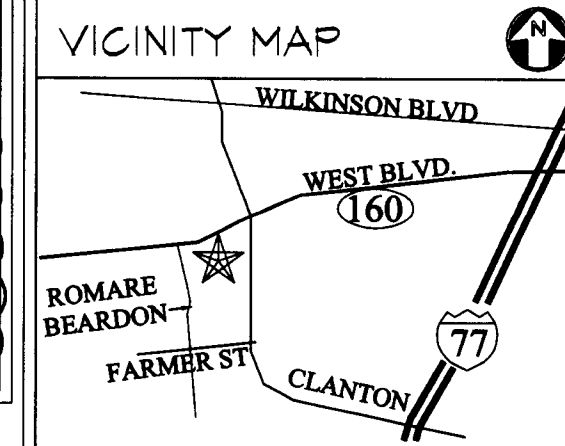 VICINITY MAP
N
WILKINSON BLVD
WEST BLVD.
160
ROMARE
BEARDON
FARMER ST
CLANTON
77